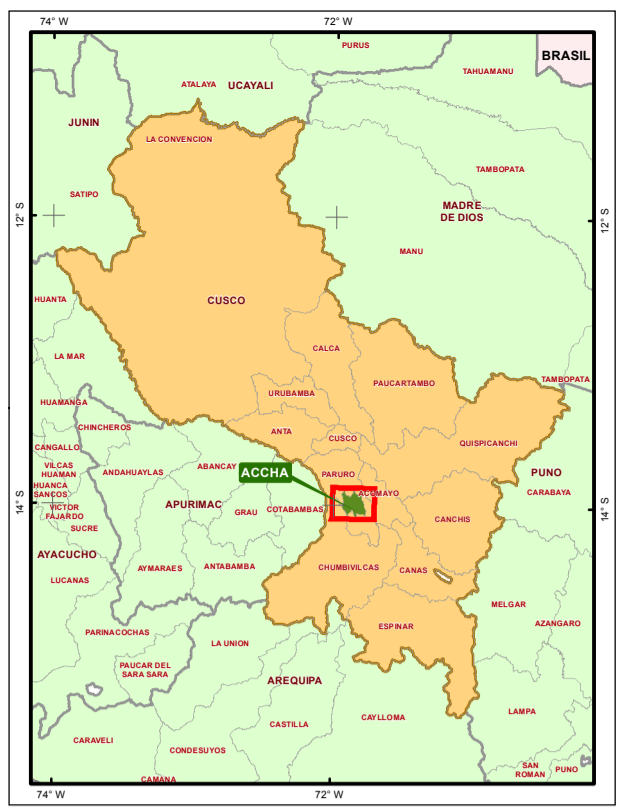 74° W
72° W
PURUS
BRASIL
TAHUAMANU
ATALAYA
UCAYALI
JUNIN
LA CONVENCION
TAMBOPATA
SATIPO
MADRE
DE DIOS
12° S
12° S
MANU
HUANTA
CUSCO
CALCA
LA MAR
PAUCARTAMBO
TAMBOPATA
URUBAMBA
HUAMANGA
CHINCHEROS
ANTA
CUSCO
QUISPICANCHI
CANGALLO
VILCAS
HUAMAN
ANDAHUAYLAS
ABANCAY
ACCHA
PARURO
PUNO
HUANCA
SANCOS
ACOMAYO
CARABAYA
14° S
14° S
VICTOR
FAJARDO
APURIMAC
GRAU
COTABAMBAS
CANCHIS
SUCRE
AYACUCHO
LUCANAS
AYMARAES
ANTABAMBA
CHUMBIVILCAS
CANAS
MELGAR
AZANGARO
PARINACOCHAS
LA UNION
ESPINAR
PAUCAR DEL
SARA SARA
AREQUIPA
CARAVELI
CONDESUYOS
CASTILLA
CAYLLOMA
LAMPA
CAMANA
SAN
ROMAN
PUNO
74° W
72° W